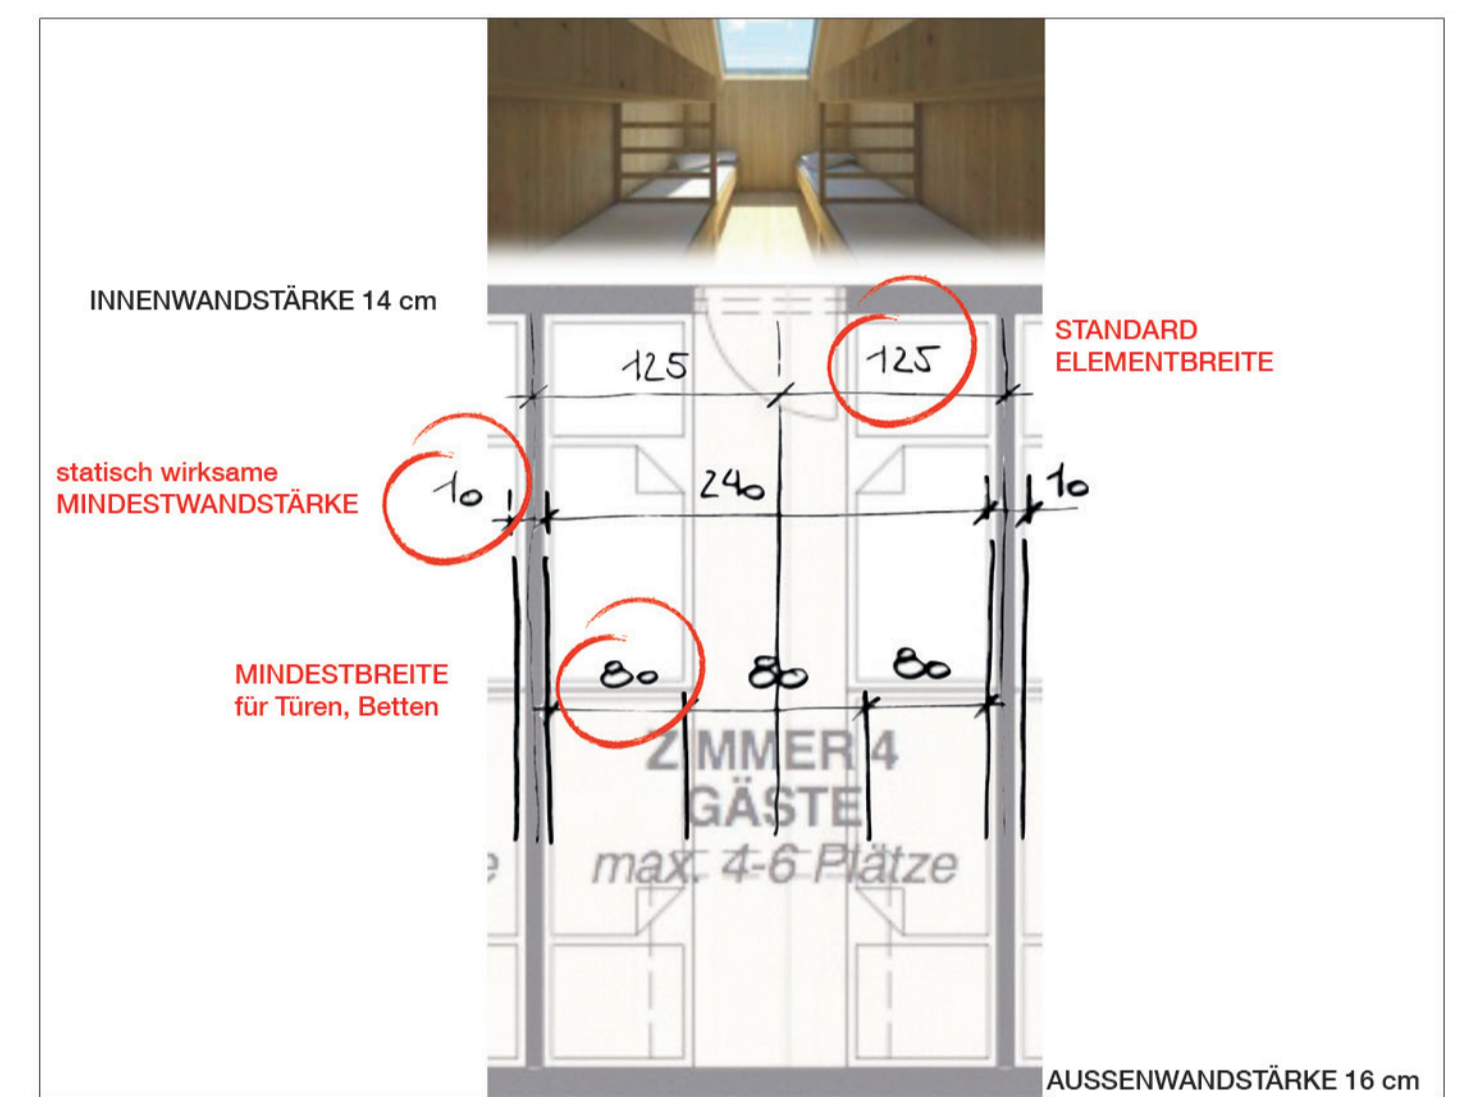 INNENWANDSTÄRKE 14 cm
STANDARD
ELEMENTBREITE
125
125
statisch wirksame
MINDESTWANDSTÄRKE
10
240
10
MINDESTBREITE
für Türen, Betten
80
80
80
ZIMMER 4
GÄSTE
max. 4-6 Plätze
e
AUSSENWANDSTÄRKE 16 cm